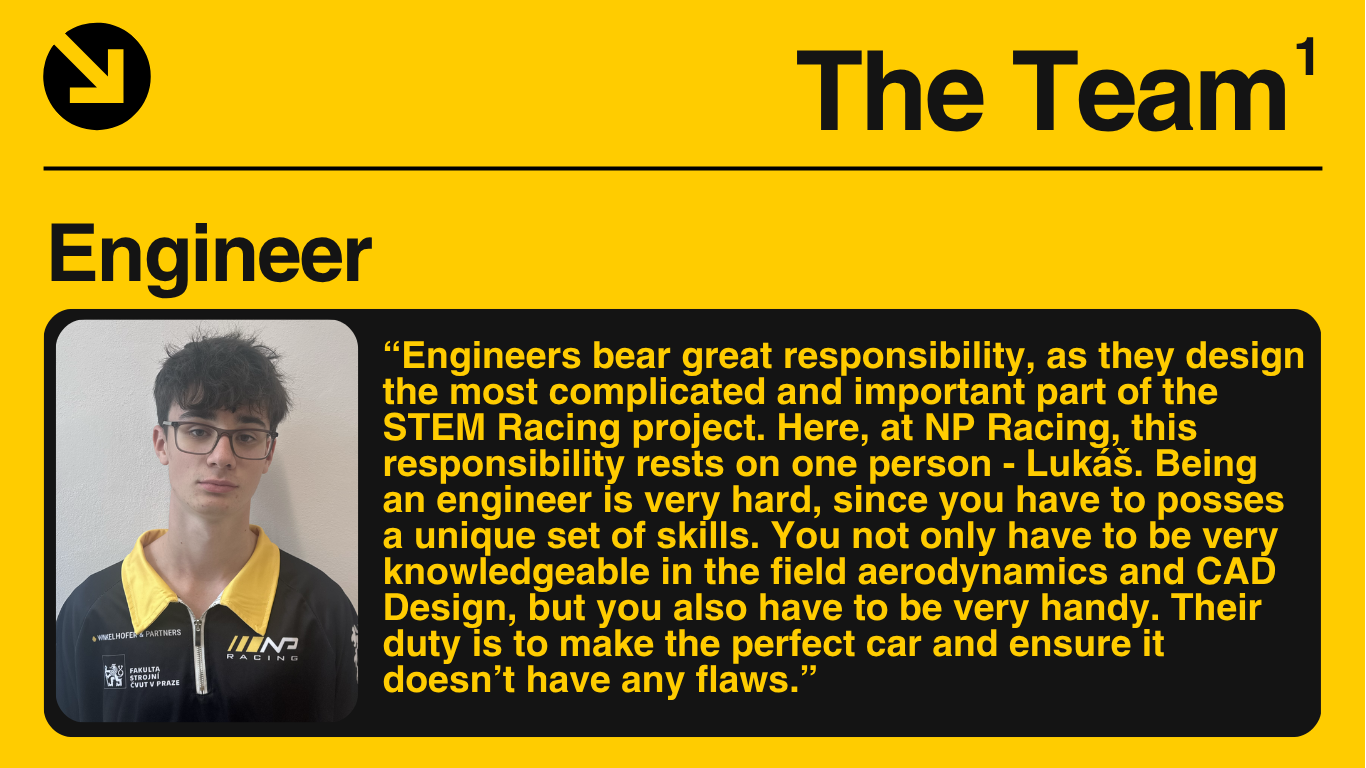 The Team¹
Engineer
“Engineers bear great responsibility, as they design
the most complicated and important part of the
STEM Racing project. Here, at NP Racing, this
responsibility rests on one person - Lukáš. Being
an engineer is very hard, since you have to posses
a unique set of skills. You not only have to be very
knowledgeable in the field aerodynamics and CAD
Design, but you also have to be very handy. Their
duty is to make the perfect car and ensure it
doesn’t have any flaws.”
WINKELHOFER & PARTNERS
NP
RACING
FAKULTA
STROJNÍ
ČVUT V PRAZE